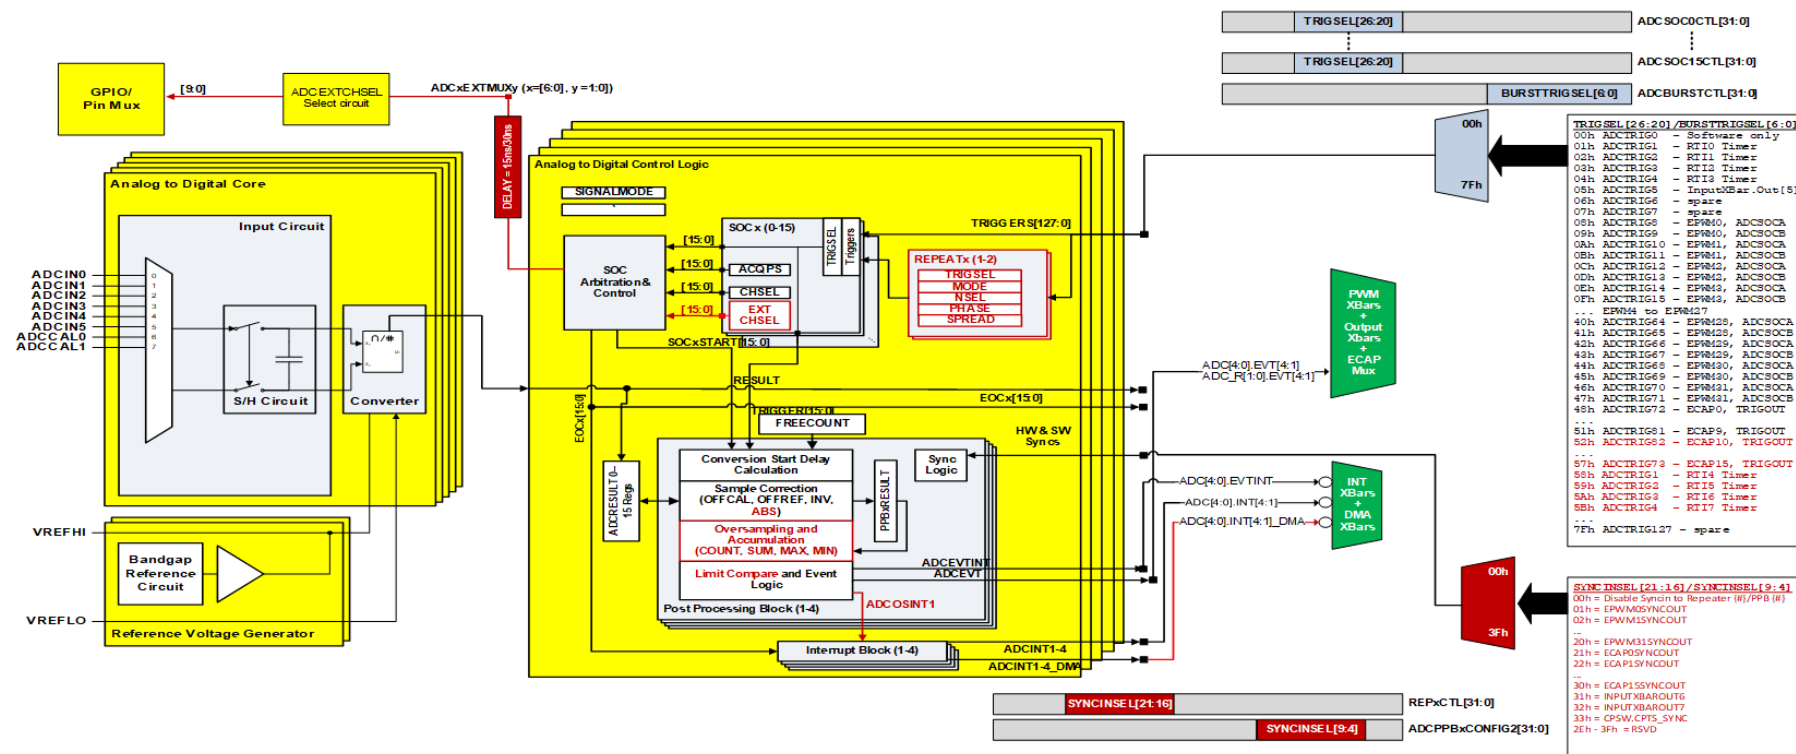 TRIGSEL[26:20]
ADCSOC0CTL[31:0]
TRIGSEL[26:20]
ADCSOC15CTL[31:0]
BURSTTRIGSEL[6:0]
ADCBURSTCTL[31:0]
GPIO/
Pin Mux
[9:0]
ADCEXTCHSEL
Select circuit
ADCxEXTMUXy (x=[6:0], y =1:0])
DELAY = 15ns/30ns
00h
7Fh
TRIGSEL[26:20]/BURSTTRIGSEL[6:0]
00h ADCTRIG0 - Software only
01h ADCTRIG1 - RTI0 Timer
02h ADCTRIG2 - RTI1 Timer
03h ADCTRIG3 - RTI2 Timer
04h ADCTRIG4 - RTI3 Timer
05h ADCTRIG5 - InputXBar.Out[5]
06h ADCTRIG6 - spare
07h ADCTRIG7 - spare
08h ADCTRIG8 - EPWM0, ADCSOCA
09h ADCTRIG9 - EPWM0, ADCSOCB
0Ah ADCTRIG10 - EPWM1, ADCSOCA
0Bh ADCTRIG11 - EPWM1, ADCSOCB
0Ch ADCTRIG12 - EPWM2, ADCSOCA
0Dh ADCTRIG13 - EPWM2, ADCSOCB
0Eh ADCTRIG14 - EPWM3, ADCSOCA
0Fh ADCTRIG15 - EPWM3, ADCSOCB
... EPWM4 to EPWM27
40h ADCTRIG64 - EPWM28, ADCSOCA
41h ADCTRIG65 - EPWM28, ADCSOCB
42h ADCTRIG66 - EPWM29, ADCSOCA
43h ADCTRIG67 - EPWM29, ADCSOCB
44h ADCTRIG68 - EPWM30, ADCSOCA
45h ADCTRIG69 - EPWM30, ADCSOCB
46h ADCTRIG70 - EPWM31, ADCSOCA
47h ADCTRIG71 - EPWM31, ADCSOCB
48h ADCTRIG72 - ECAP0, TRIGOUT
...
51h ADCTRIG81 - ECAP9, TRIGOUT
52h ADCTRIG82 - ECAP10, TRIGOUT
...
57h ADCTRIG73 - ECAP15, TRIGOUT
58h ADCTRIG1 - RTI4 Timer
59h ADCTRIG2 - RTI5 Timer
5Ah ADCTRIG3 - RTI6 Timer
5Bh ADCTRIG4 - RTI7 Timer
...
7Fh ADCTRIG127 - spare
Analog to Digital Core
Input Circuit
ADCIN0
ADCIN1
ADCIN2
ADCIN3
ADCIN4
ADCIN5
ADCCAL0
ADCCAL1
0
1
2
3
4
5
6
7
S/H Circuit
Converter
∩/#
VREFHI
VREFLO
Bandgap
Reference
Circuit
Reference Voltage Generator
Analog to Digital Control Logic
SIGNALMODE
SOC
Arbitration&
Control
SOCx (0-15)
[15:0]
[15:0]
[15:0]
[15:0]
ACQPS
CHSEL
EXT
CHSEL
TRIGSEL
Triggers
TRIGGERS[127:0]
REPEATx (1-2)
TRIGSEL
MODE
NSEL
PHASE
SPREAD
SOCxSTART[15:0]
RESULT
EOCx[15:0]
EOCx[15:0]
TRIGGER[15:0]
FREECOUNT
ADCRESULT 0–
15 Regs
Conversion Start Delay
Calculation
Sample Correction
(OFFCAL, OFFREF, INV,
ABS)
Oversampling and
Accumulation
(COUNT, SUM, MAX, MIN)
Limit Compare and Event
Logic
PPBxRESULT
Sync
Logic
HW & SW
Syncs
ADCEVTINT
ADCEVT
ADCOSINT1
Post Processing Block (1-4)
Interrupt Block (1-4)
ADCINT1-4
ADCINT1-4_DMA
ADC[4:0].EVT[4:1]
ADC_R[1:0].EVT[4:1]
PWM
XBars
+
Output
Xbars
+
ECAP
Mux
ADC[4:0].EVTINT
ADC[4:0].INT[4:1]
ADC[4:0].INT[4:1]_DMA
INT
XBars
+
DMA
XBars
00h
3Fh
SYNCINSEL[21:16]/SYNCINSEL[9:4]
00h = Disable Syncin to Repeater {#}/PPB {#}
01h = EPWM0SYNCOUT
02h = EPWM1SYNCOUT
...
20h = EPWM31SYNCOUT
21h = ECAP0SYNCOUT
22h = ECAP1SYNCOUT
...
30h = ECAP15SYNCOUT
31h = INPUTXBAROUT6
32h = INPUTXBAROUT7
33h = CPSW.CPTS_SYNC
2Eh - 3Fh = RSVD
SYNCINSEL[21:16]
REPxCTL[31:0]
SYNCINSEL[9:4]
ADCPPBxCONFIG2[31:0]